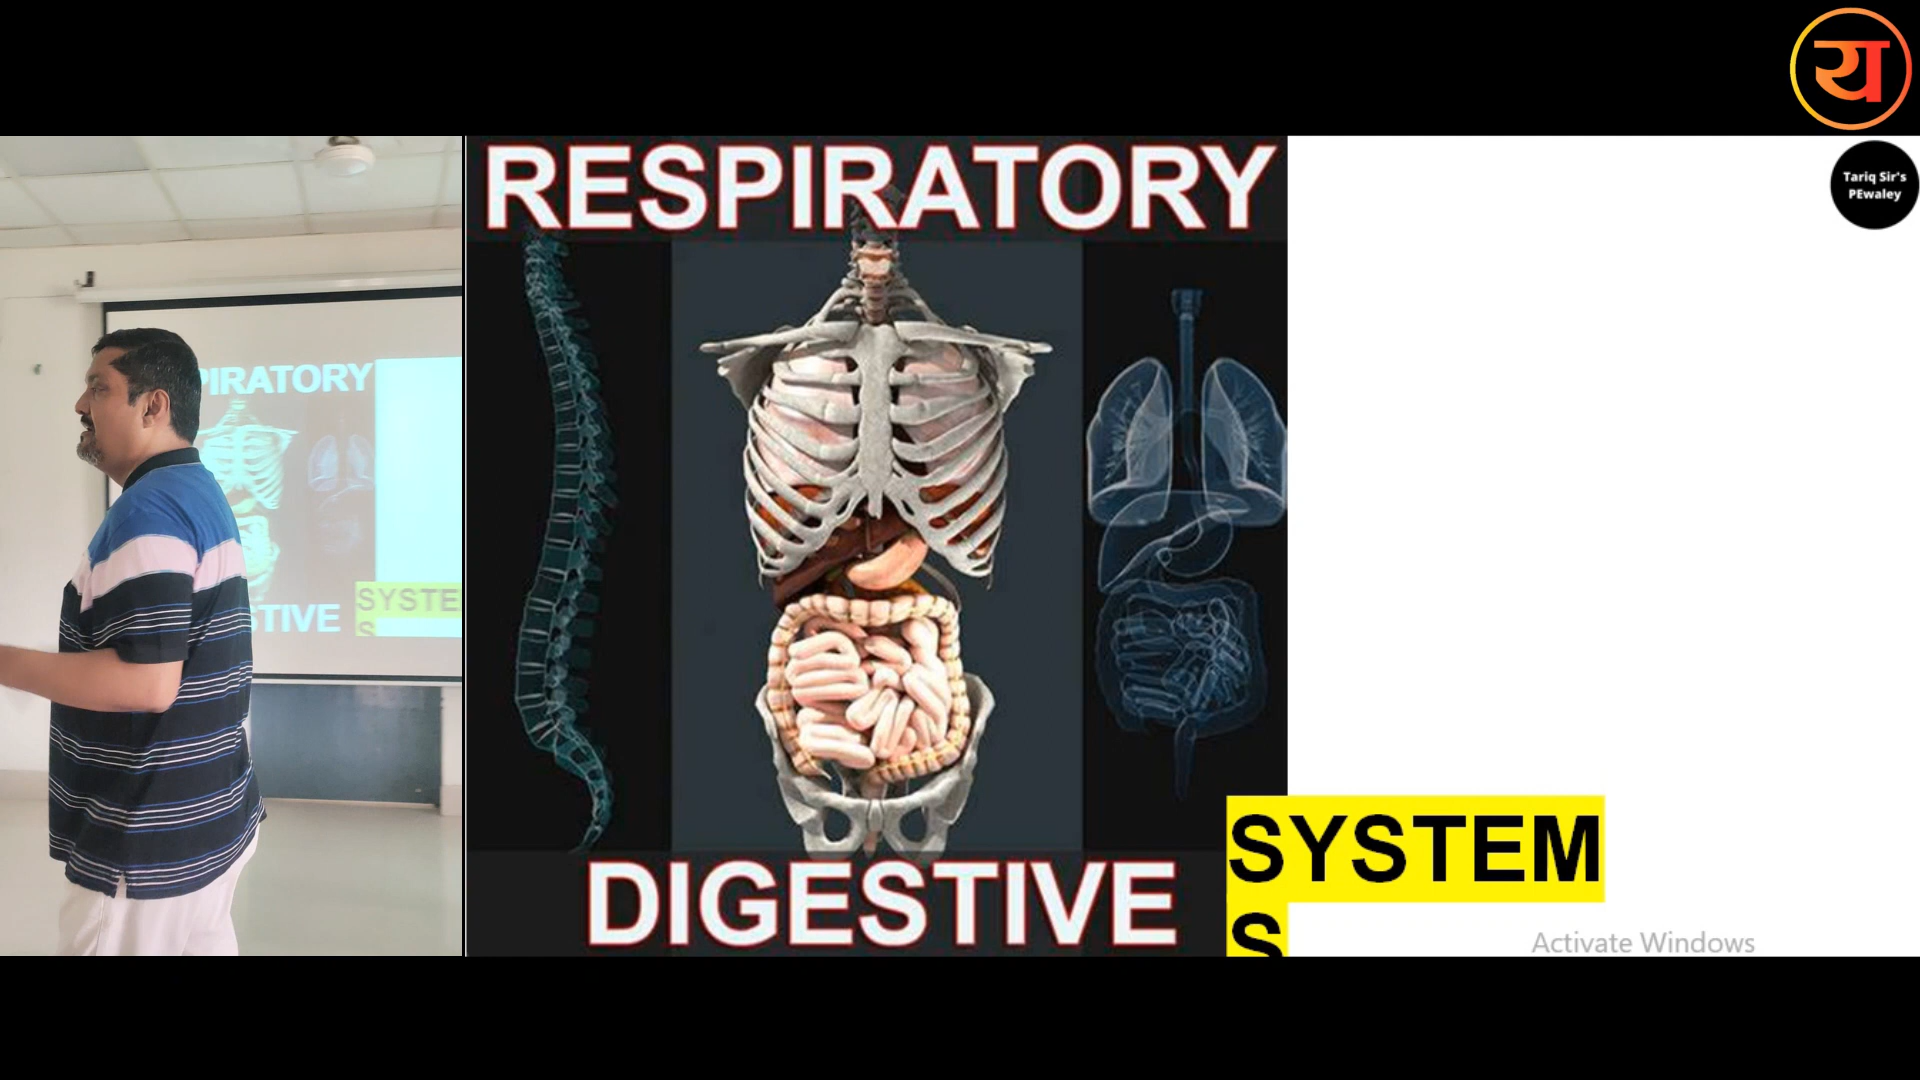 य
Tariq Sir's
PEwaley
RESPIRATORY
PIRATORY
SYSTE
S
STIVE
DIGESTIVE
SYSTEM
S
Activate Windows